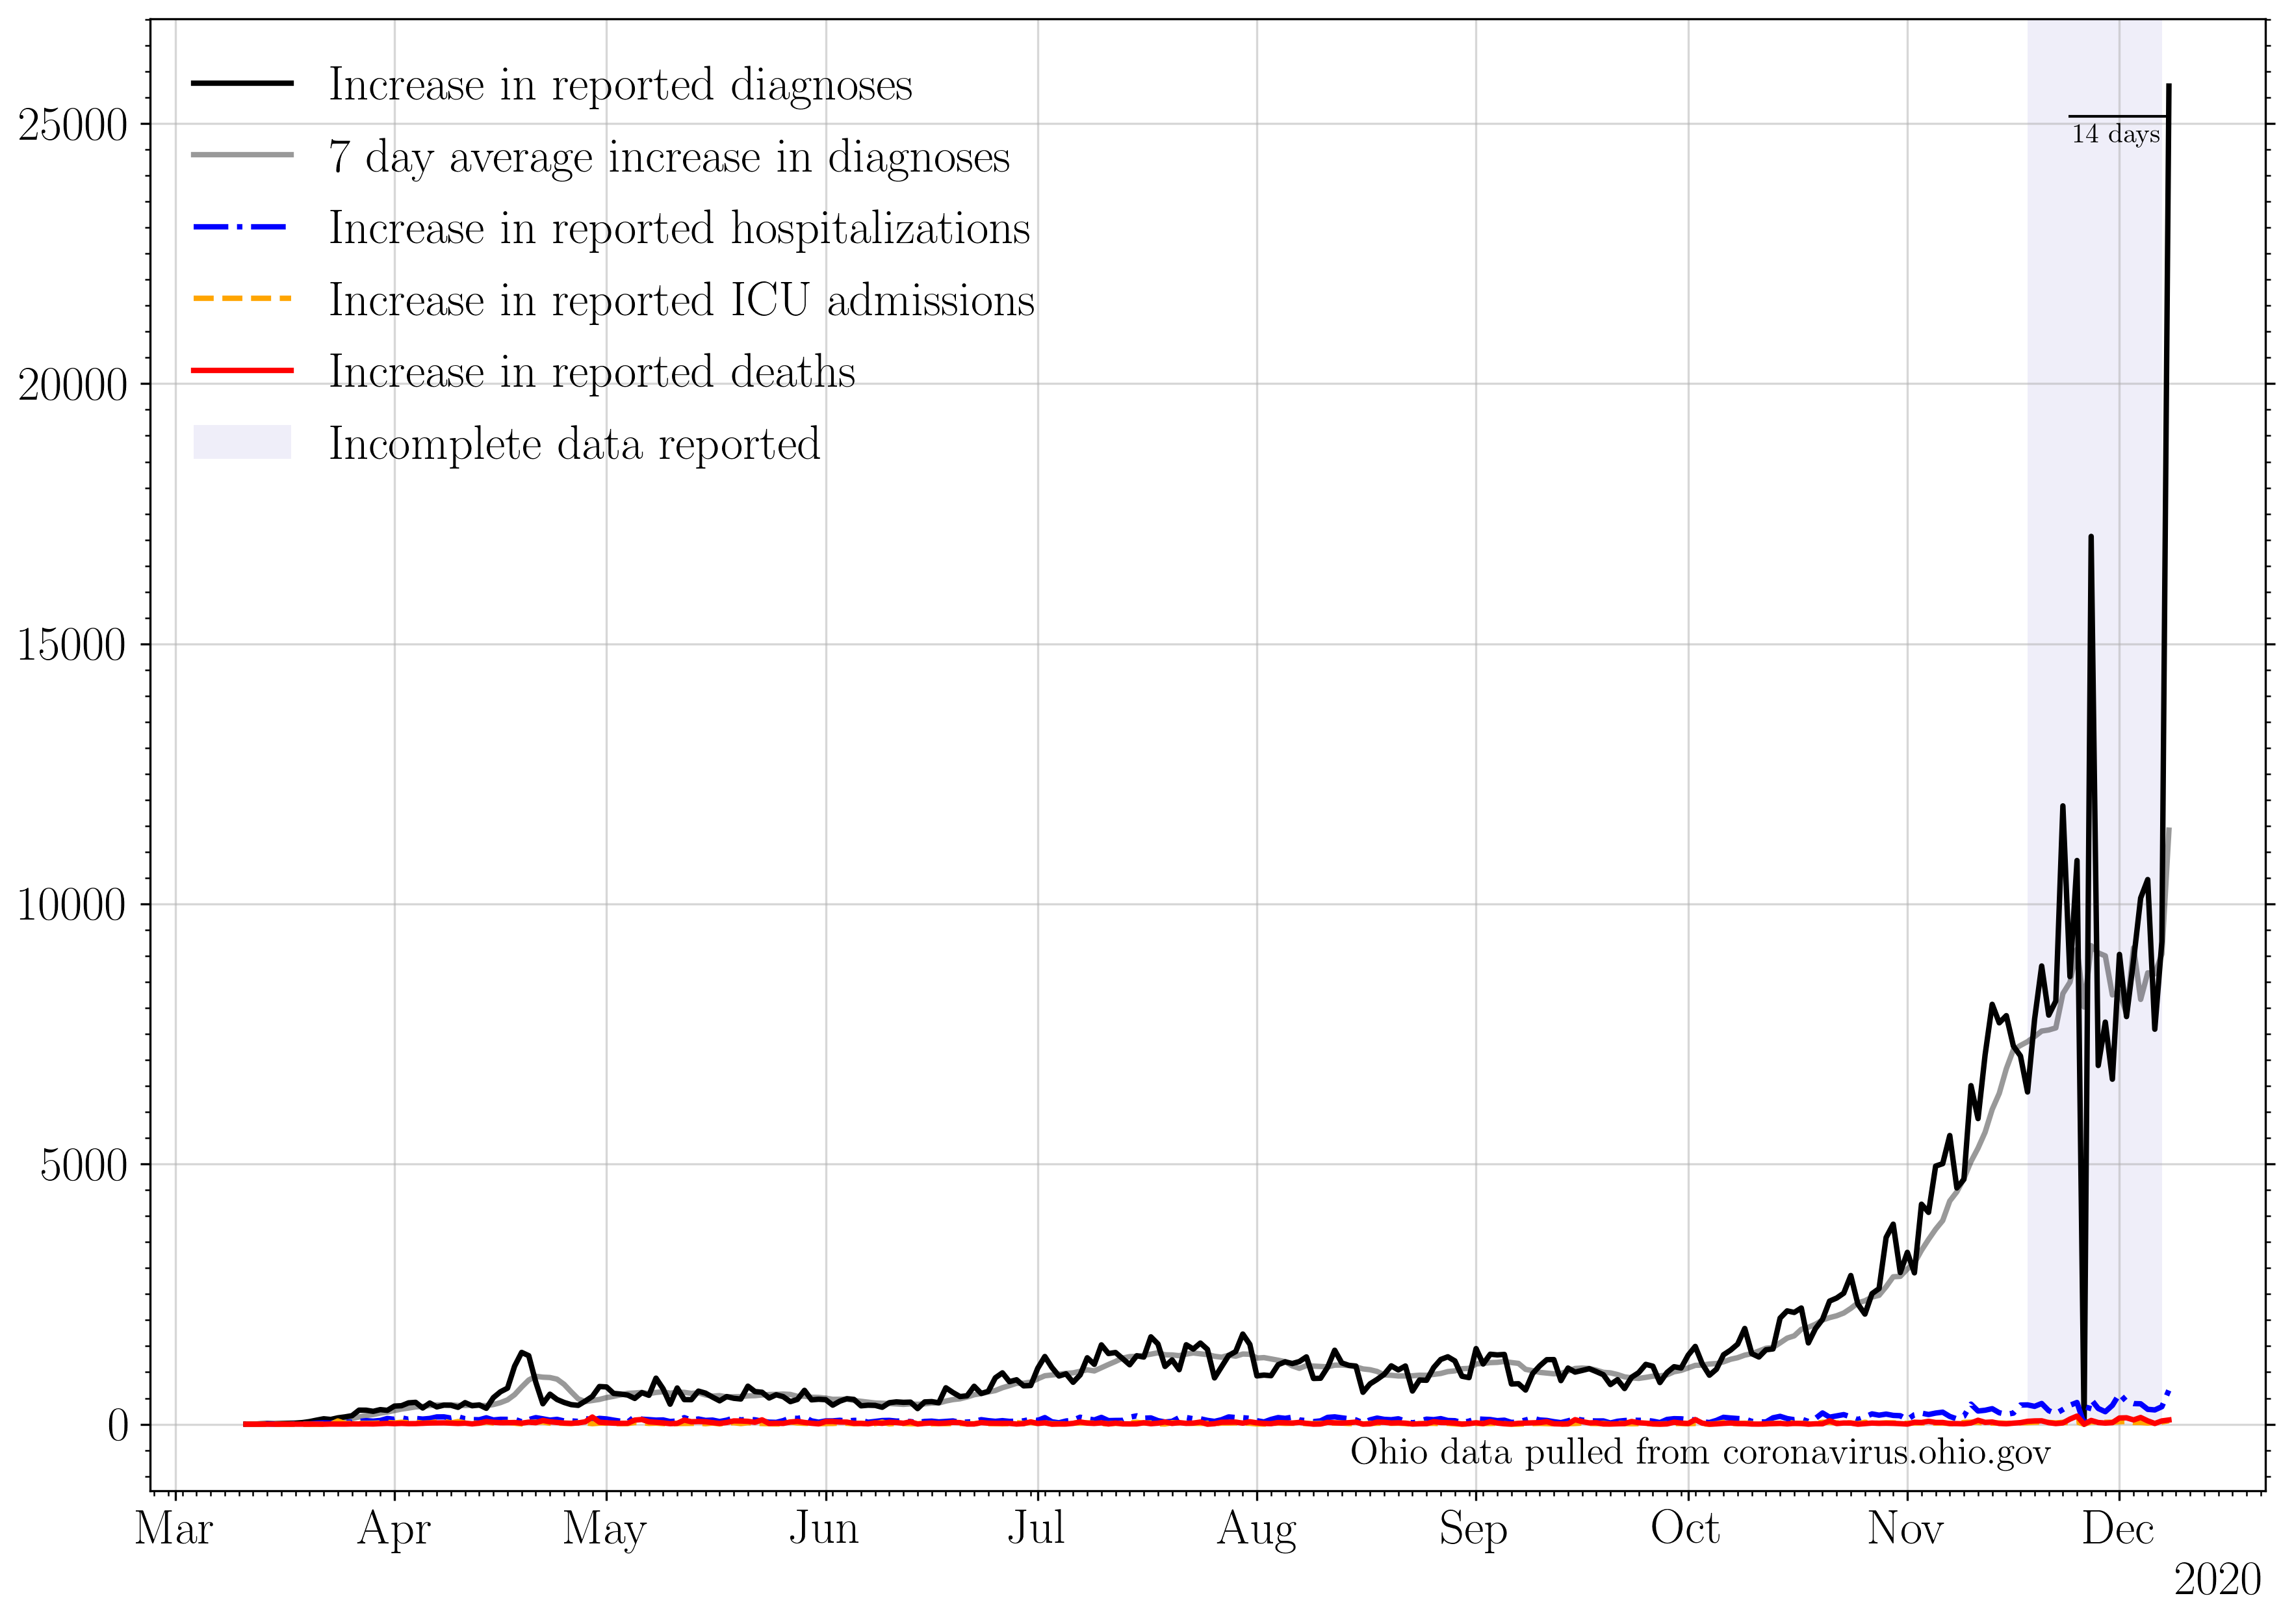 Increase in reported diagnoses
7 day average increase in diagnoses
Increase in reported hospitalizations
Increase in reported ICU admissions
Increase in reported deaths
Incomplete data reported
14 days
25000
20000
15000
10000
5000
0
Ohio data pulled from coronavirus.ohio.gov
Mar Apr May Jun Jul Aug Sep Oct Nov Dec
2020